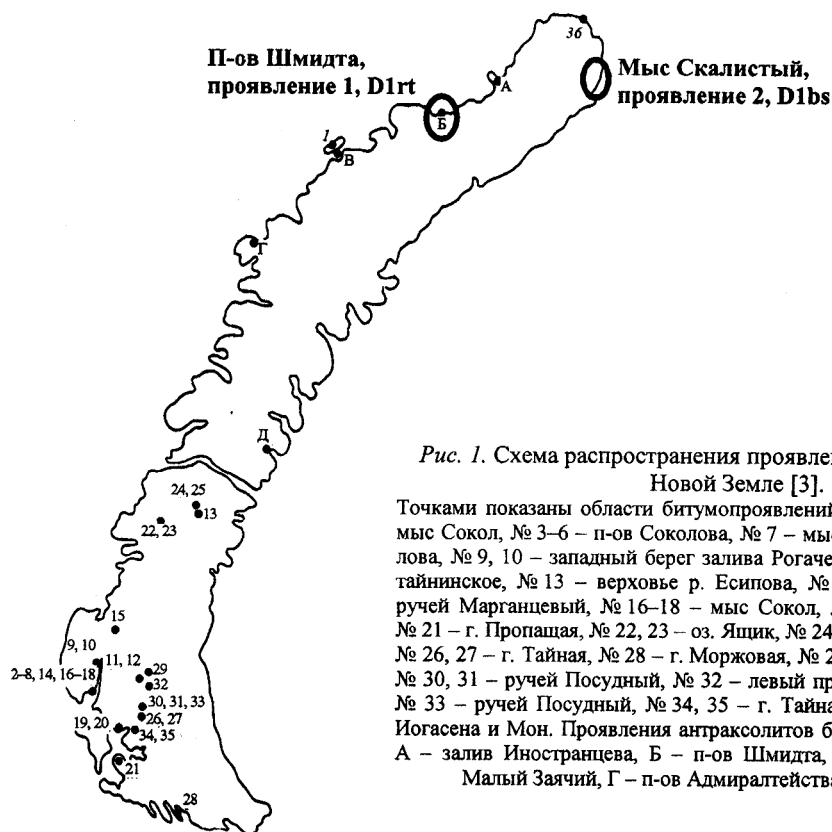 36
П-ов Шмидта,
проявление 1, D1rt
Мыс Скалистый,
проявление 2, D1bs
А
Б
1
В
Г
Д
24, 25
13
22, 23
15
9, 10
11, 12
29
2–8, 14, 16–18
32
30, 31, 33
19, 20
26, 27
34, 35
21
28
Рис. 1. Схема распространения проявле
Новой Земле [3].
Точками показаны области битумопроявлений
мыс Сокол, № 3–6 – п-ов Соколова, № 7 – мы
лова, № 9, 10 – западный берег залива Рогаче
тайнинское, № 13 – верховье р. Есипова, №
ручей Марганцевый, № 16–18 – мыс Сокол,
№ 21 – г. Пропащая, № 22, 23 – оз. Ящик, № 24
№ 26, 27 – г. Тайная, № 28 – г. Моржовая, № 2
№ 30, 31 – ручей Посудный, № 32 – левый пр
№ 33 – ручей Посудный, № 34, 35 – г. Тайна
Иогасена и Мон. Проявления антраксолитов б
А – залив Иностранцева, Б – п-ов Шмидта,
Малый Заячий, Г – п-ов Адмиралтейства